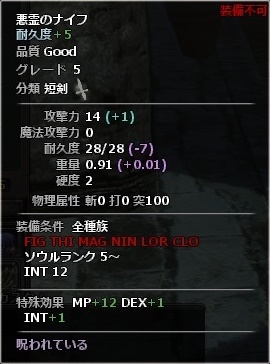 装備不可
悪霊のナイフ
耐久度+5
品質 Good
グレード 5
分類 短剣
攻撃力 14 (+1)
魔法攻撃力 0
耐久度 28/28 (-7)
重量 0.91 (+0.01)
硬度 2
物理属性 斬0 打0 突100
装備条件 全種族
FIG THI MAG NIN LOR CLO
ソウルランク 5～
INT 12
特殊効果 MP+12 DEX+1
INT+1
呪われている